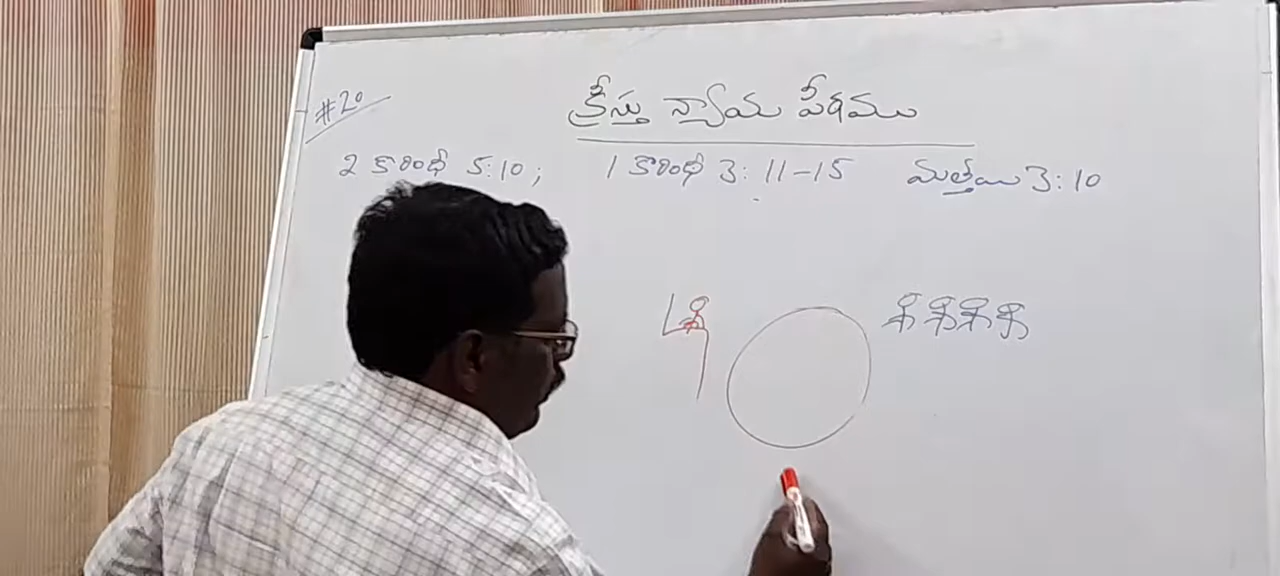 #20
క్రీస్తు న్యాయ పీఠము
2 కొరింథీ 5:10; 1 కొరింథీ 3:11-15 మత్తయి 3:10